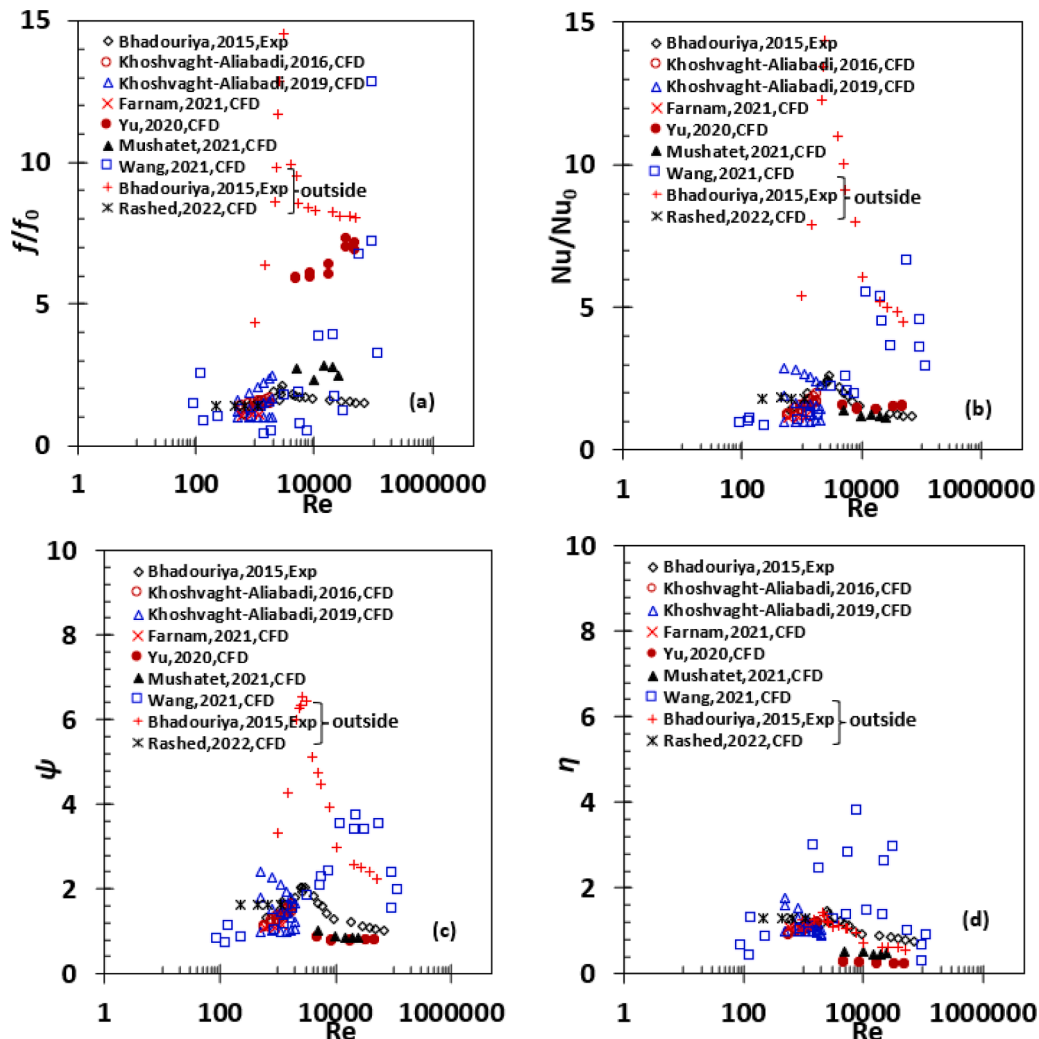 15
10
5
0
f/f0
Bhadouriya,2015,Exp
Khoshvaght-Aliabadi,2016,CFD
Khoshvaght-Aliabadi,2019,CFD
Farnam,2021,CFD
Yu,2020,CFD
Mushatet,2021,CFD
Wang,2021,CFD
Bhadouriya,2015,Exp
Rashed,2022,CFD
outside
(a)
1 100 10000 1000000
Re
15
10
5
0
Nu/Nu0
Bhadouriya,2015,Exp
Khoshvaght-Aliabadi,2016,CFD
Khoshvaght-Aliabadi,2019,CFD
Farnam,2021,CFD
Yu,2020,CFD
Mushatet,2021,CFD
Wang,2021,CFD
Bhadouriya,2015,Exp
Rashed,2022,CFD
outside
(b)
1 100 10000 1000000
Re
10
8
6
4
2
0
ψ
Bhadouriya,2015,Exp
Khoshvaght-Aliabadi,2016,CFD
Khoshvaght-Aliabadi,2019,CFD
Farnam,2021,CFD
Yu,2020,CFD
Mushatet,2021,CFD
Wang,2021,CFD
Bhadouriya,2015,Exp
Rashed,2022,CFD
outside
(c)
1 100 10000 1000000
Re
10
8
6
4
2
0
η
Bhadouriya,2015,Exp
Khoshvaght-Aliabadi,2016,CFD
Khoshvaght-Aliabadi,2019,CFD
Farnam,2021,CFD
Yu,2020,CFD
Mushatet,2021,CFD
Wang,2021,CFD
Bhadouriya,2015,Exp
Rashed,2022,CFD
outside
(d)
1 100 10000 1000000
Re